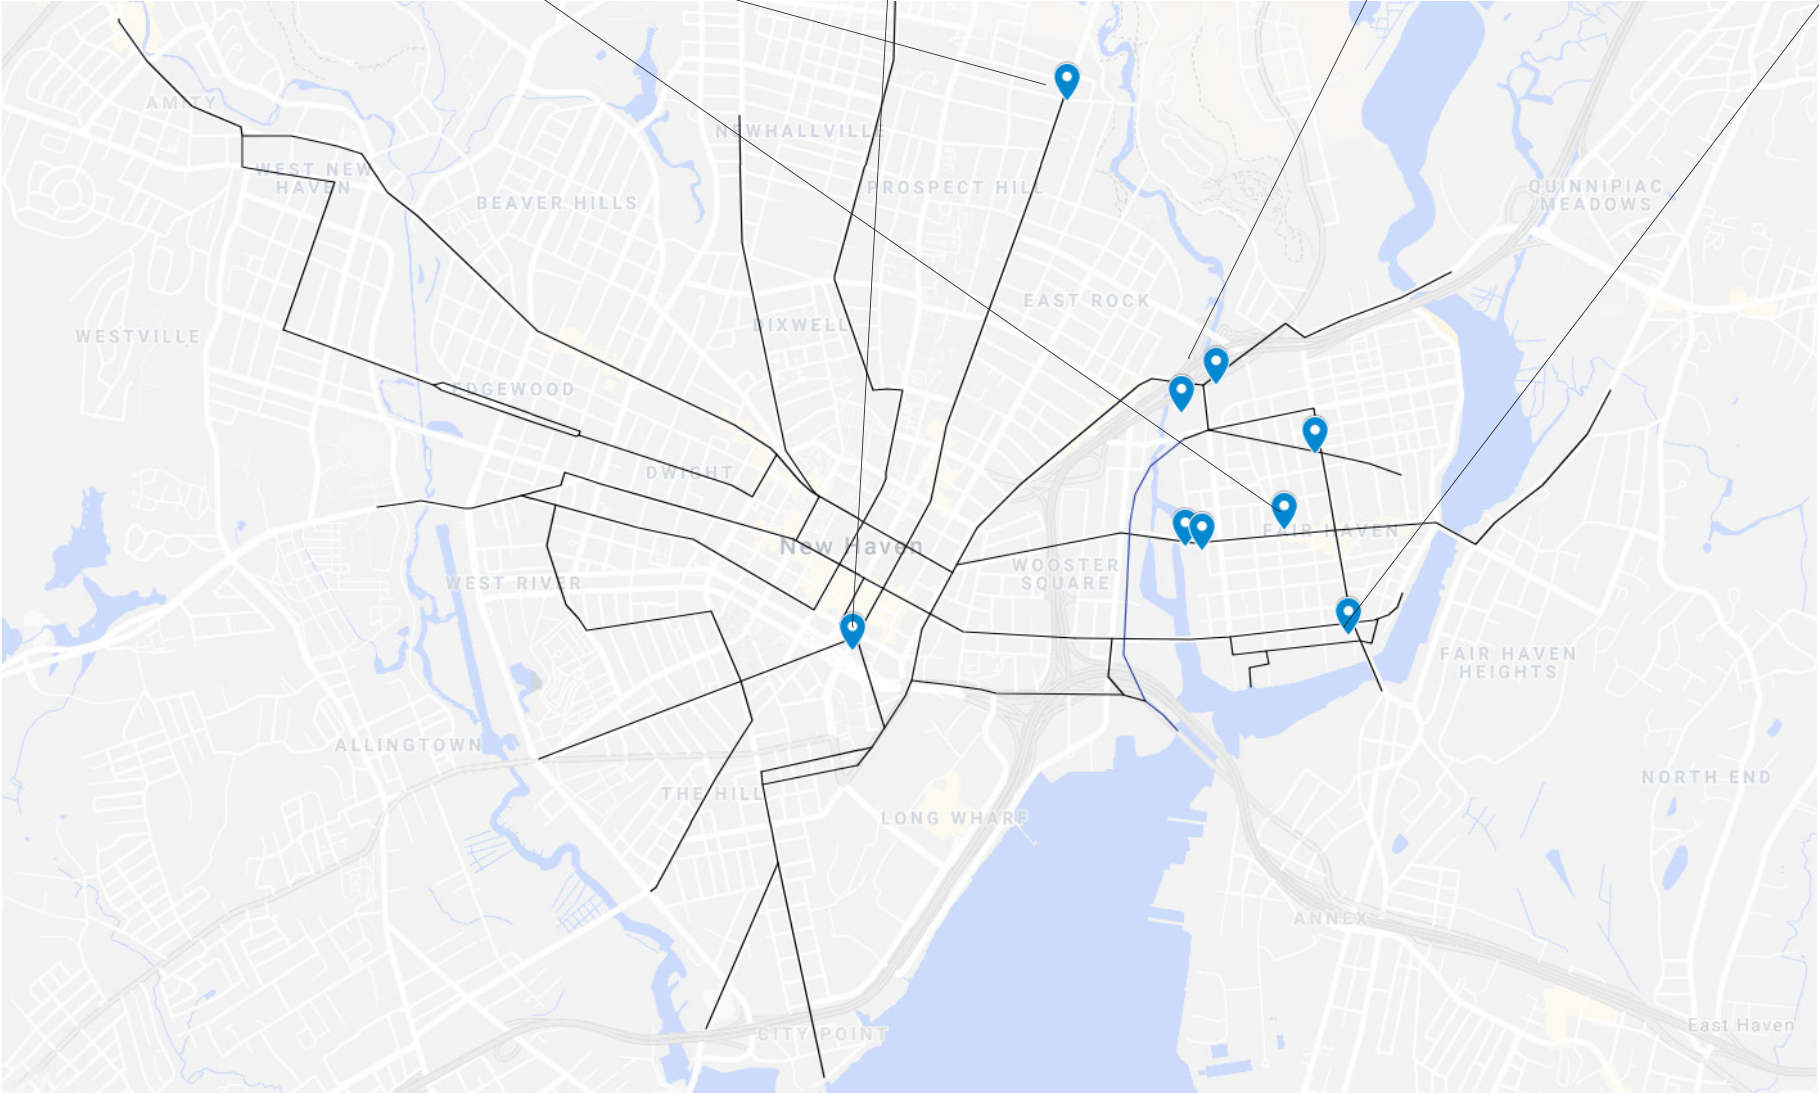 AMITY
NEWHALLVILLE
WEST NEW
HAVEN
PROSPECT HILL
QUINNIPIAC
MEADOWS
BEAVER HILLS
EAST ROCK
DIXWELL
WESTVILLE
EDGEWOOD
DWIGHT
FAIR HAVEN
New Haven
WOOSTER
SQUARE
WEST RIVER
FAIR HAVEN
HEIGHTS
ALLINGTOWN
NORTH END
THE HILL
LONG WHARF
ANNEX
East Haven
CITY POINT